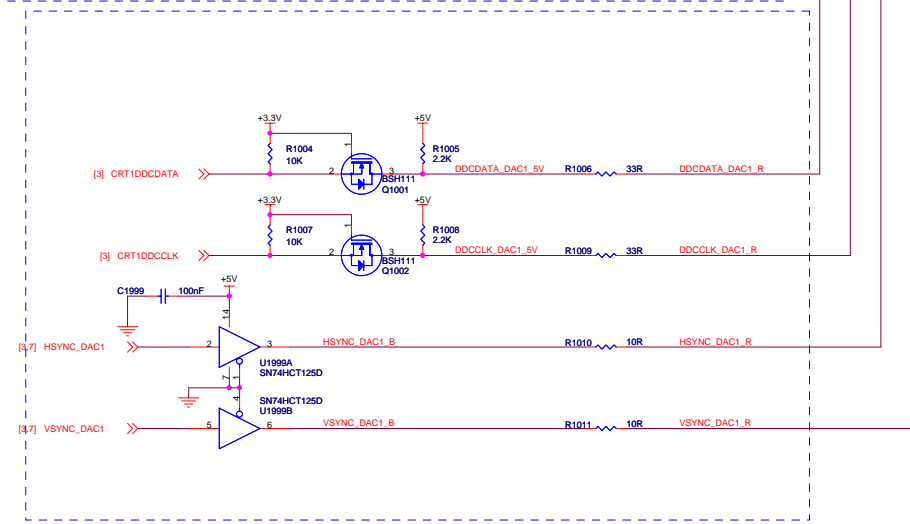 +3.3V
+5V
R1004
10K
1
R1005
2.2K
[3] CRT1DDCDATA
2
3
DDCDATA_DAC1_5V
R1006
33R
DDCDATA_DAC1_R
BSH111
Q1001
+3.3V
+5V
R1007
10K
1
R1008
2.2K
[3] CRT1DDCCLK
2
3
DDCCLK_DAC1_5V
R1009
33R
DDCCLK_DAC1_R
BSH111
Q1002
+5V
C1999
100nF
14
[3,7] HSYNC_DAC1
2
3
HSYNC_DAC1_B
R1010
10R
HSYNC_DAC1_R
U1999A
SN74HCT125D
7
1
4
SN74HCT125D
U1999B
[3,7] VSYNC_DAC1
5
6
VSYNC_DAC1_B
R1011
10R
VSYNC_DAC1_R